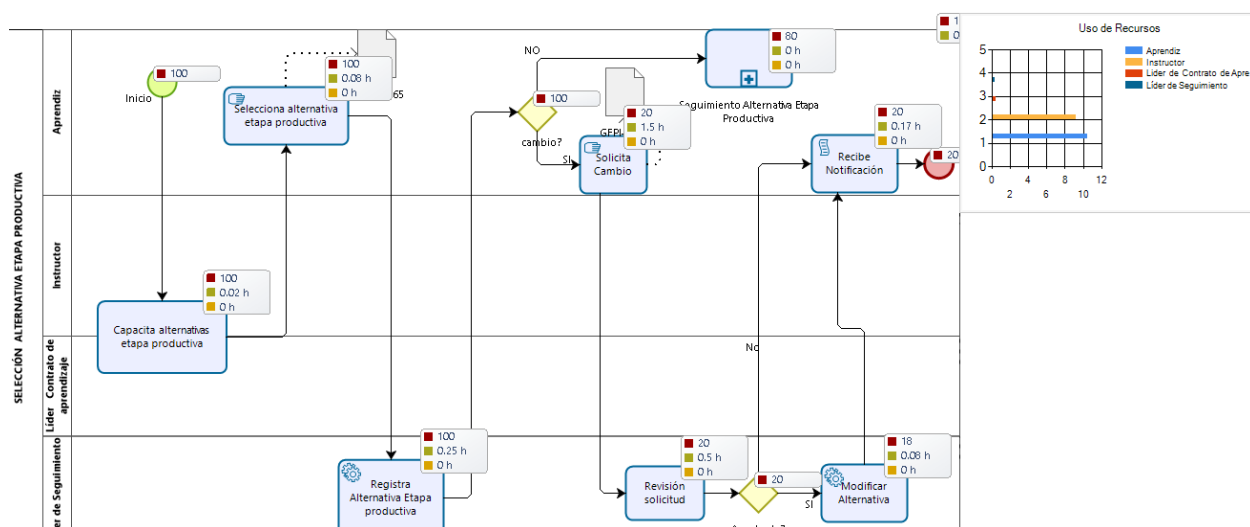 SELECCIÓN ALTERNATIVA ETAPA PRODUCTIVA
Aprendiz
Instructor
Líder Contrato de
aprendizaje
er de Seguimiento
Inicio
100
Selecciona alternativa
etapa productiva
100
0.08 h
0 h
65
Capacita alternativas
etapa productiva
100
0.02 h
0 h
Registra
Alternativa Etapa
productiva
100
0.25 h
0 h
NO
100
cambio?
SI
Solicita
Cambio
20
1.5 h
0 h
80
0 h
0 h
Seguimiento Alternativa Etapa
Productiva
Recibe
Notificación
20
0.17 h
0 h
20
Revisión
solicitud
20
0.5 h
0 h
20
No
SI
Modificar
Alternativa
18
0.08 h
0 h
1
0
Uso de Recursos
5
4
3
2
1
0
0 4 8 12
2 6 10
Aprendiz
Instructor
Lider de Contrato de Apre
Líder de Seguimiento